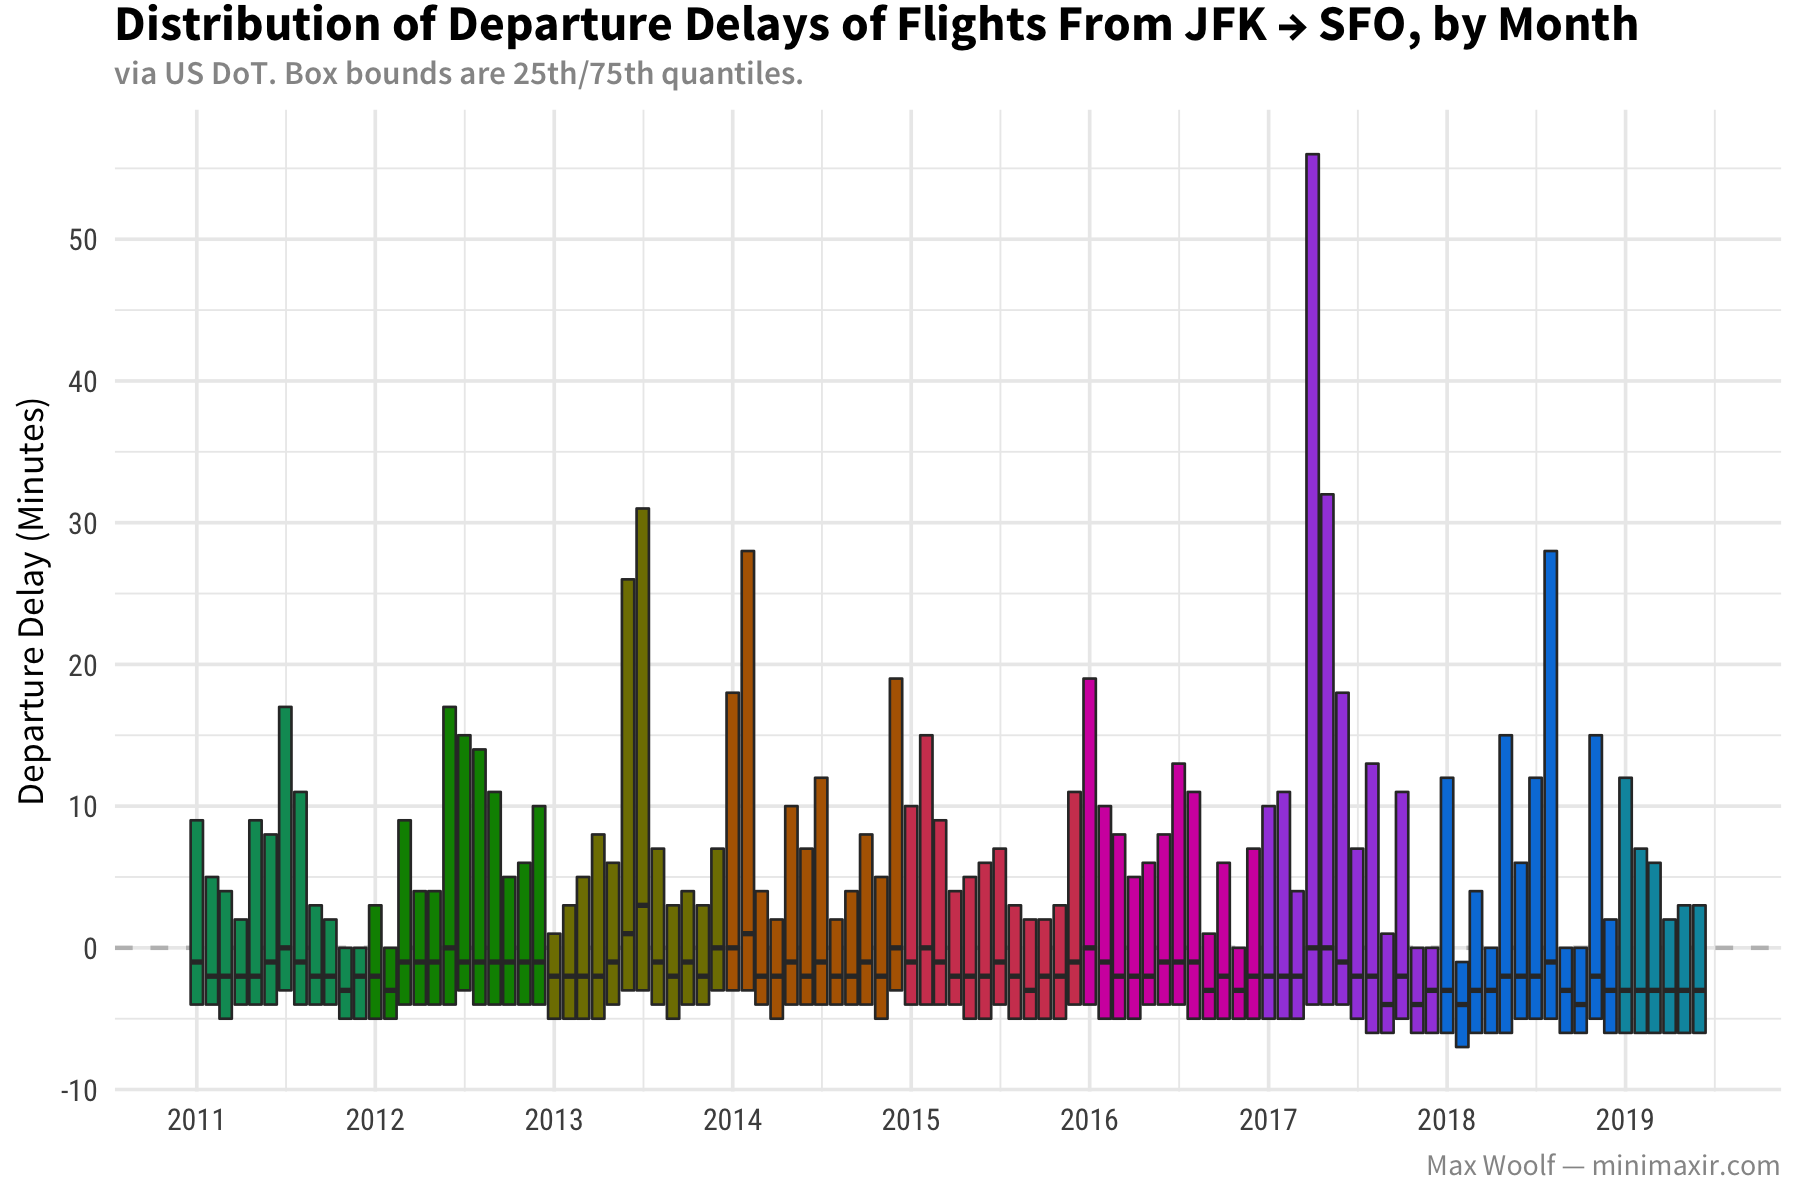 Distribution of Departure Delays of Flights From JFK → SFO, by Month
via US DoT. Box bounds are 25th/75th quantiles.
Departure Delay (Minutes)
50
40
30
20
10
0
-10
2011 2012 2013 2014 2015 2016 2017 2018 2019
Max Woolf — minimaxir.com